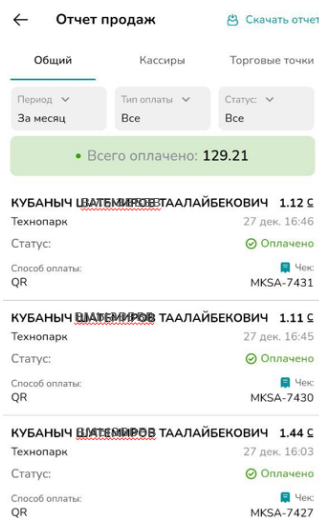 Отчет продаж
Скачать отчет
Общий
Кассиры
Торговые точки
Период
За месяц
Тип оплаты
Все
Статус:
Все
Всего оплачено: 129.21
КУБАНЫЧ ТААЛАЙБЕКОВИЧ 1.12 С
Технопарк
27 дек. 16:46
Статус:
Оплачено
Способ оплаты:
Чек:
QR
MKSA-7431
КУБАНЫЧ ТААЛАЙБЕКОВИЧ 1.11 С
Технопарк
27 дек. 16:45
Статус:
Оплачено
Способ оплаты:
Чек:
QR
MKSA-7430
КУБАНЫЧ ТААЛАЙБЕКОВИЧ 1.44 С
Технопарк
27 дек. 16:03
Статус:
Оплачено
Способ оплаты:
Чек:
QR
MKSA-7427